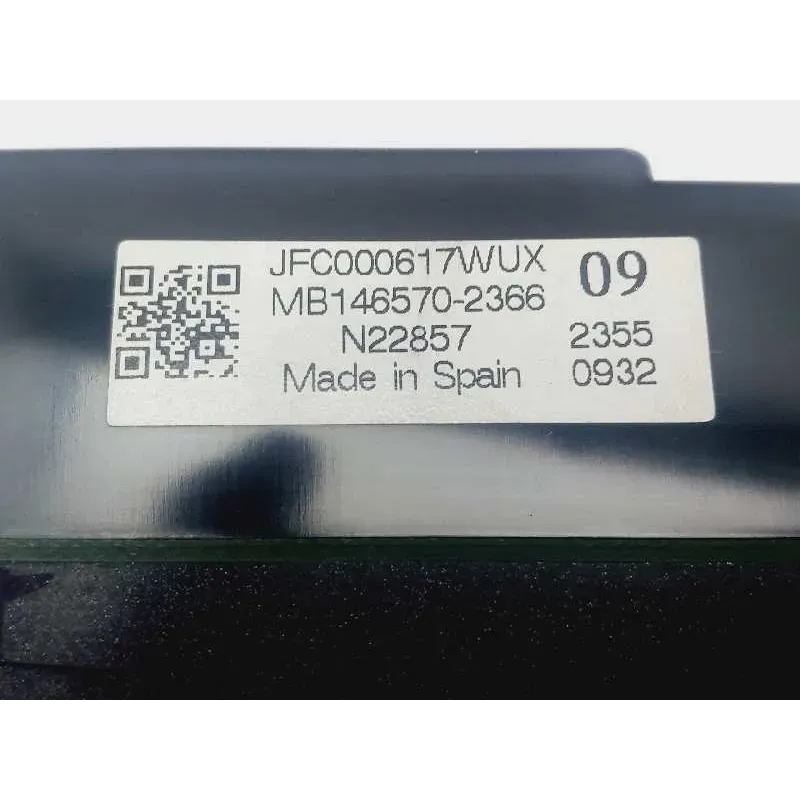 JFC000617WUX 09
MB146570-2366
N22857 2355
Made in Spain 0932